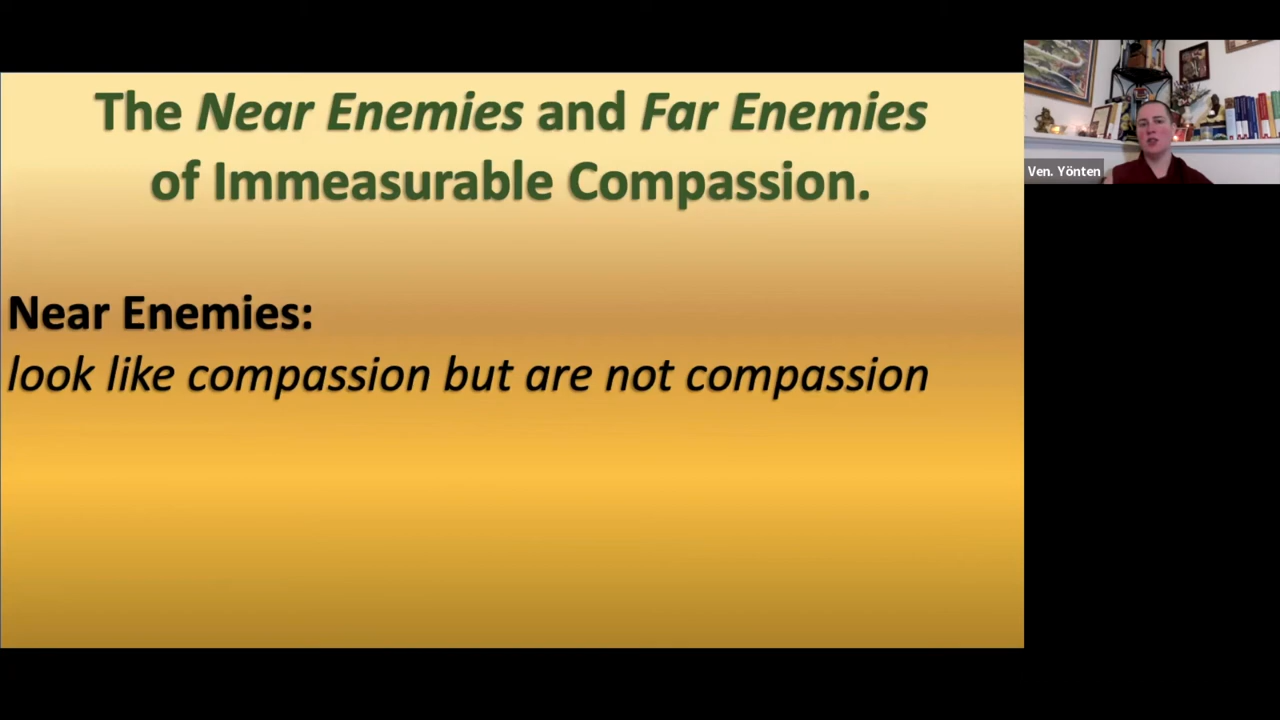 The Near Enemies and Far Enemies
of Immeasurable Compassion.
Near Enemies:
look like compassion but are not compassion
Ven. Yönten